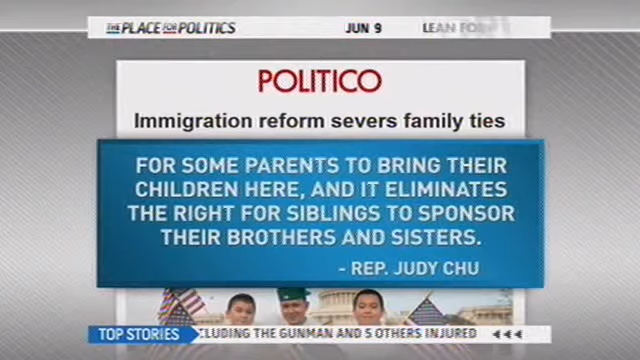 THE PLACE FOR POLITICS
JUN 9
LEAN
POLITICO
Immigration reform severs family ties
FOR SOME PARENTS TO BRING THEIR
CHILDREN HERE, AND IT ELIMINATES
THE RIGHT FOR SIBLINGS TO SPONSOR
THEIR BROTHERS AND SISTERS.
- REP. JUDY CHU
TOP STORIES
CLUDING THE GUNMAN AND 5 OTHERS INJURED